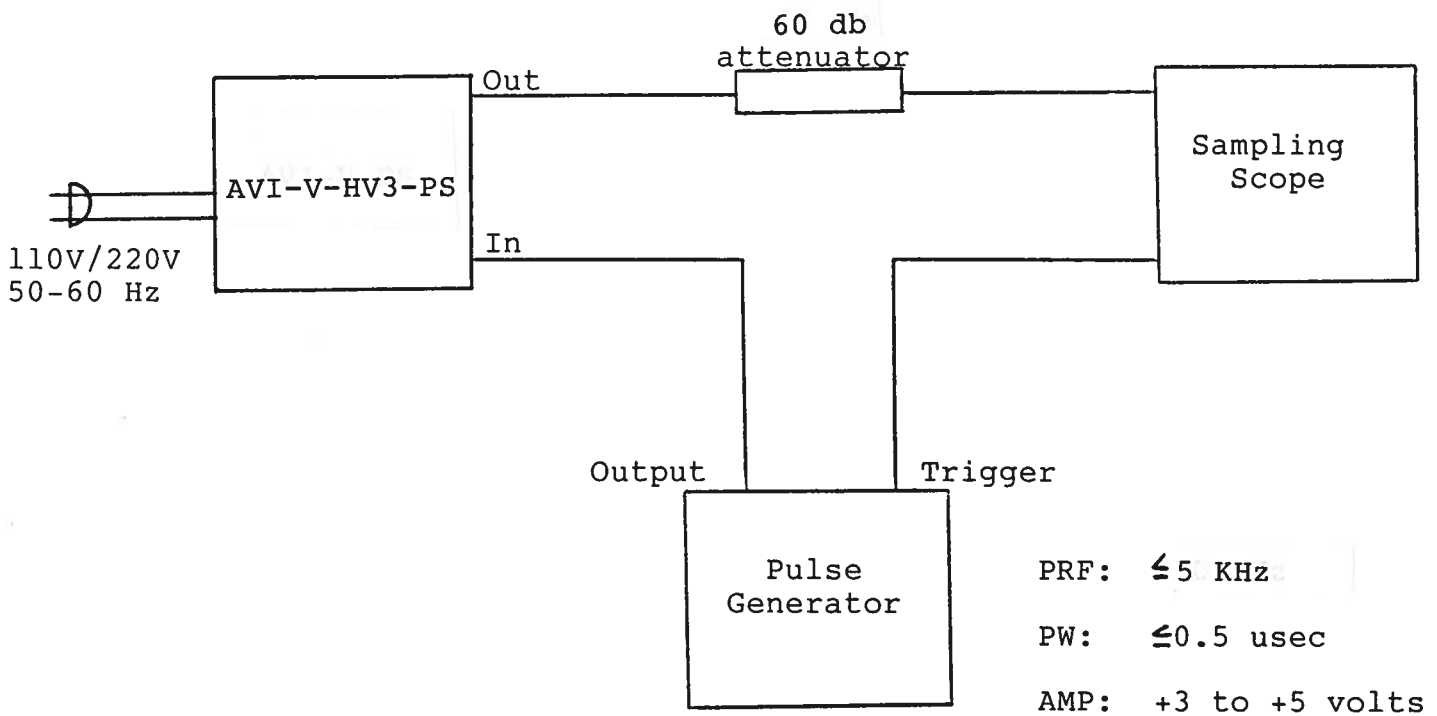 60 db
attenuator
Out
AVI-V-HV3-PS
Sampling
Scope
In
110V/220V
50-60 Hz
Output
Trigger
Pulse
Generator
PRF: ≦5 KHz
PW: ≦0.5 usec
AMP: +3 to +5 volts